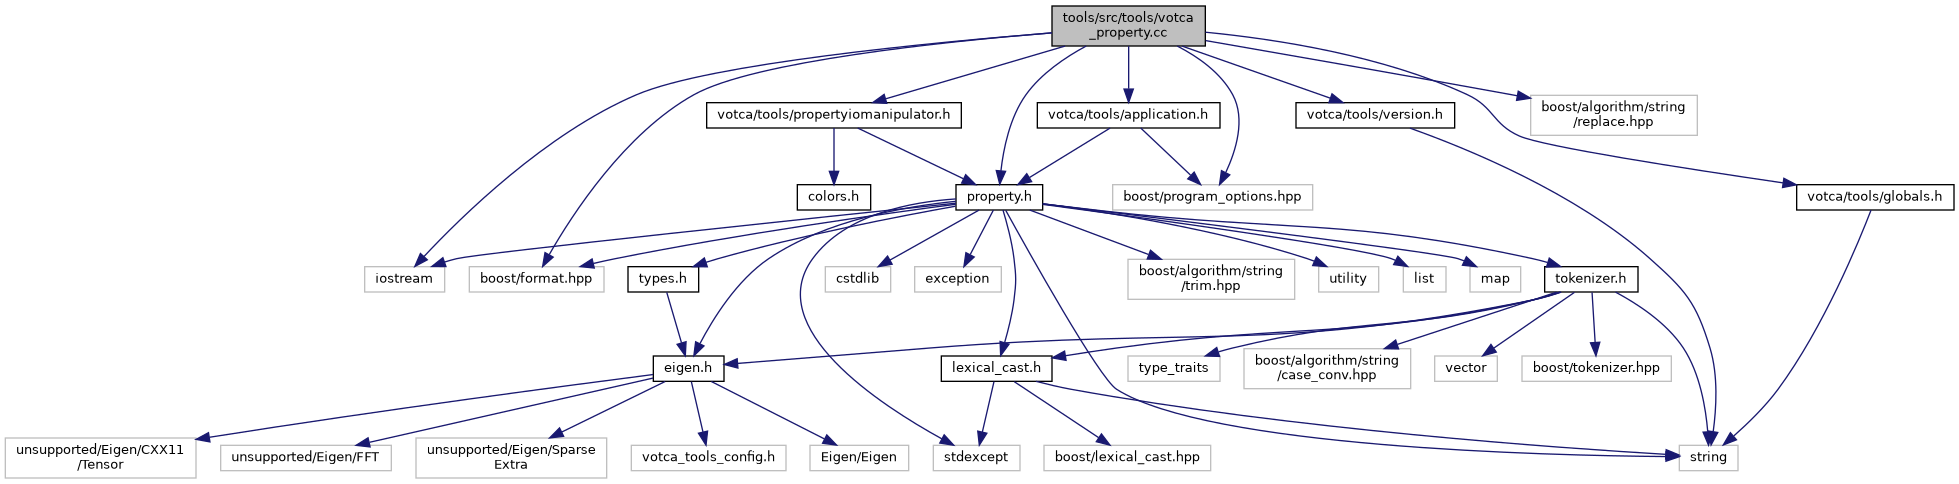 tools/src/tools/votca
_property.cc
votca/tools/propertyiomanipulator.h
votca/tools/application.h
votca/tools/version.h
boost/algorithm/string
/replace.hpp
colors.h
property.h
boost/program_options.hpp
votca/tools/globals.h
iostream
boost/format.hpp
types.h
cstdlib
exception
boost/algorithm/string
/trim.hpp
utility
list
map
tokenizer.h
eigen.h
lexical_cast.h
type_traits
boost/algorithm/string
/case_conv.hpp
vector
boost/tokenizer.hpp
unsupported/Eigen/CXX11
/Tensor
unsupported/Eigen/FFT
unsupported/Eigen/Sparse
Extra
votca_tools_config.h
Eigen/Eigen
stdexcept
boost/lexical_cast.hpp
string